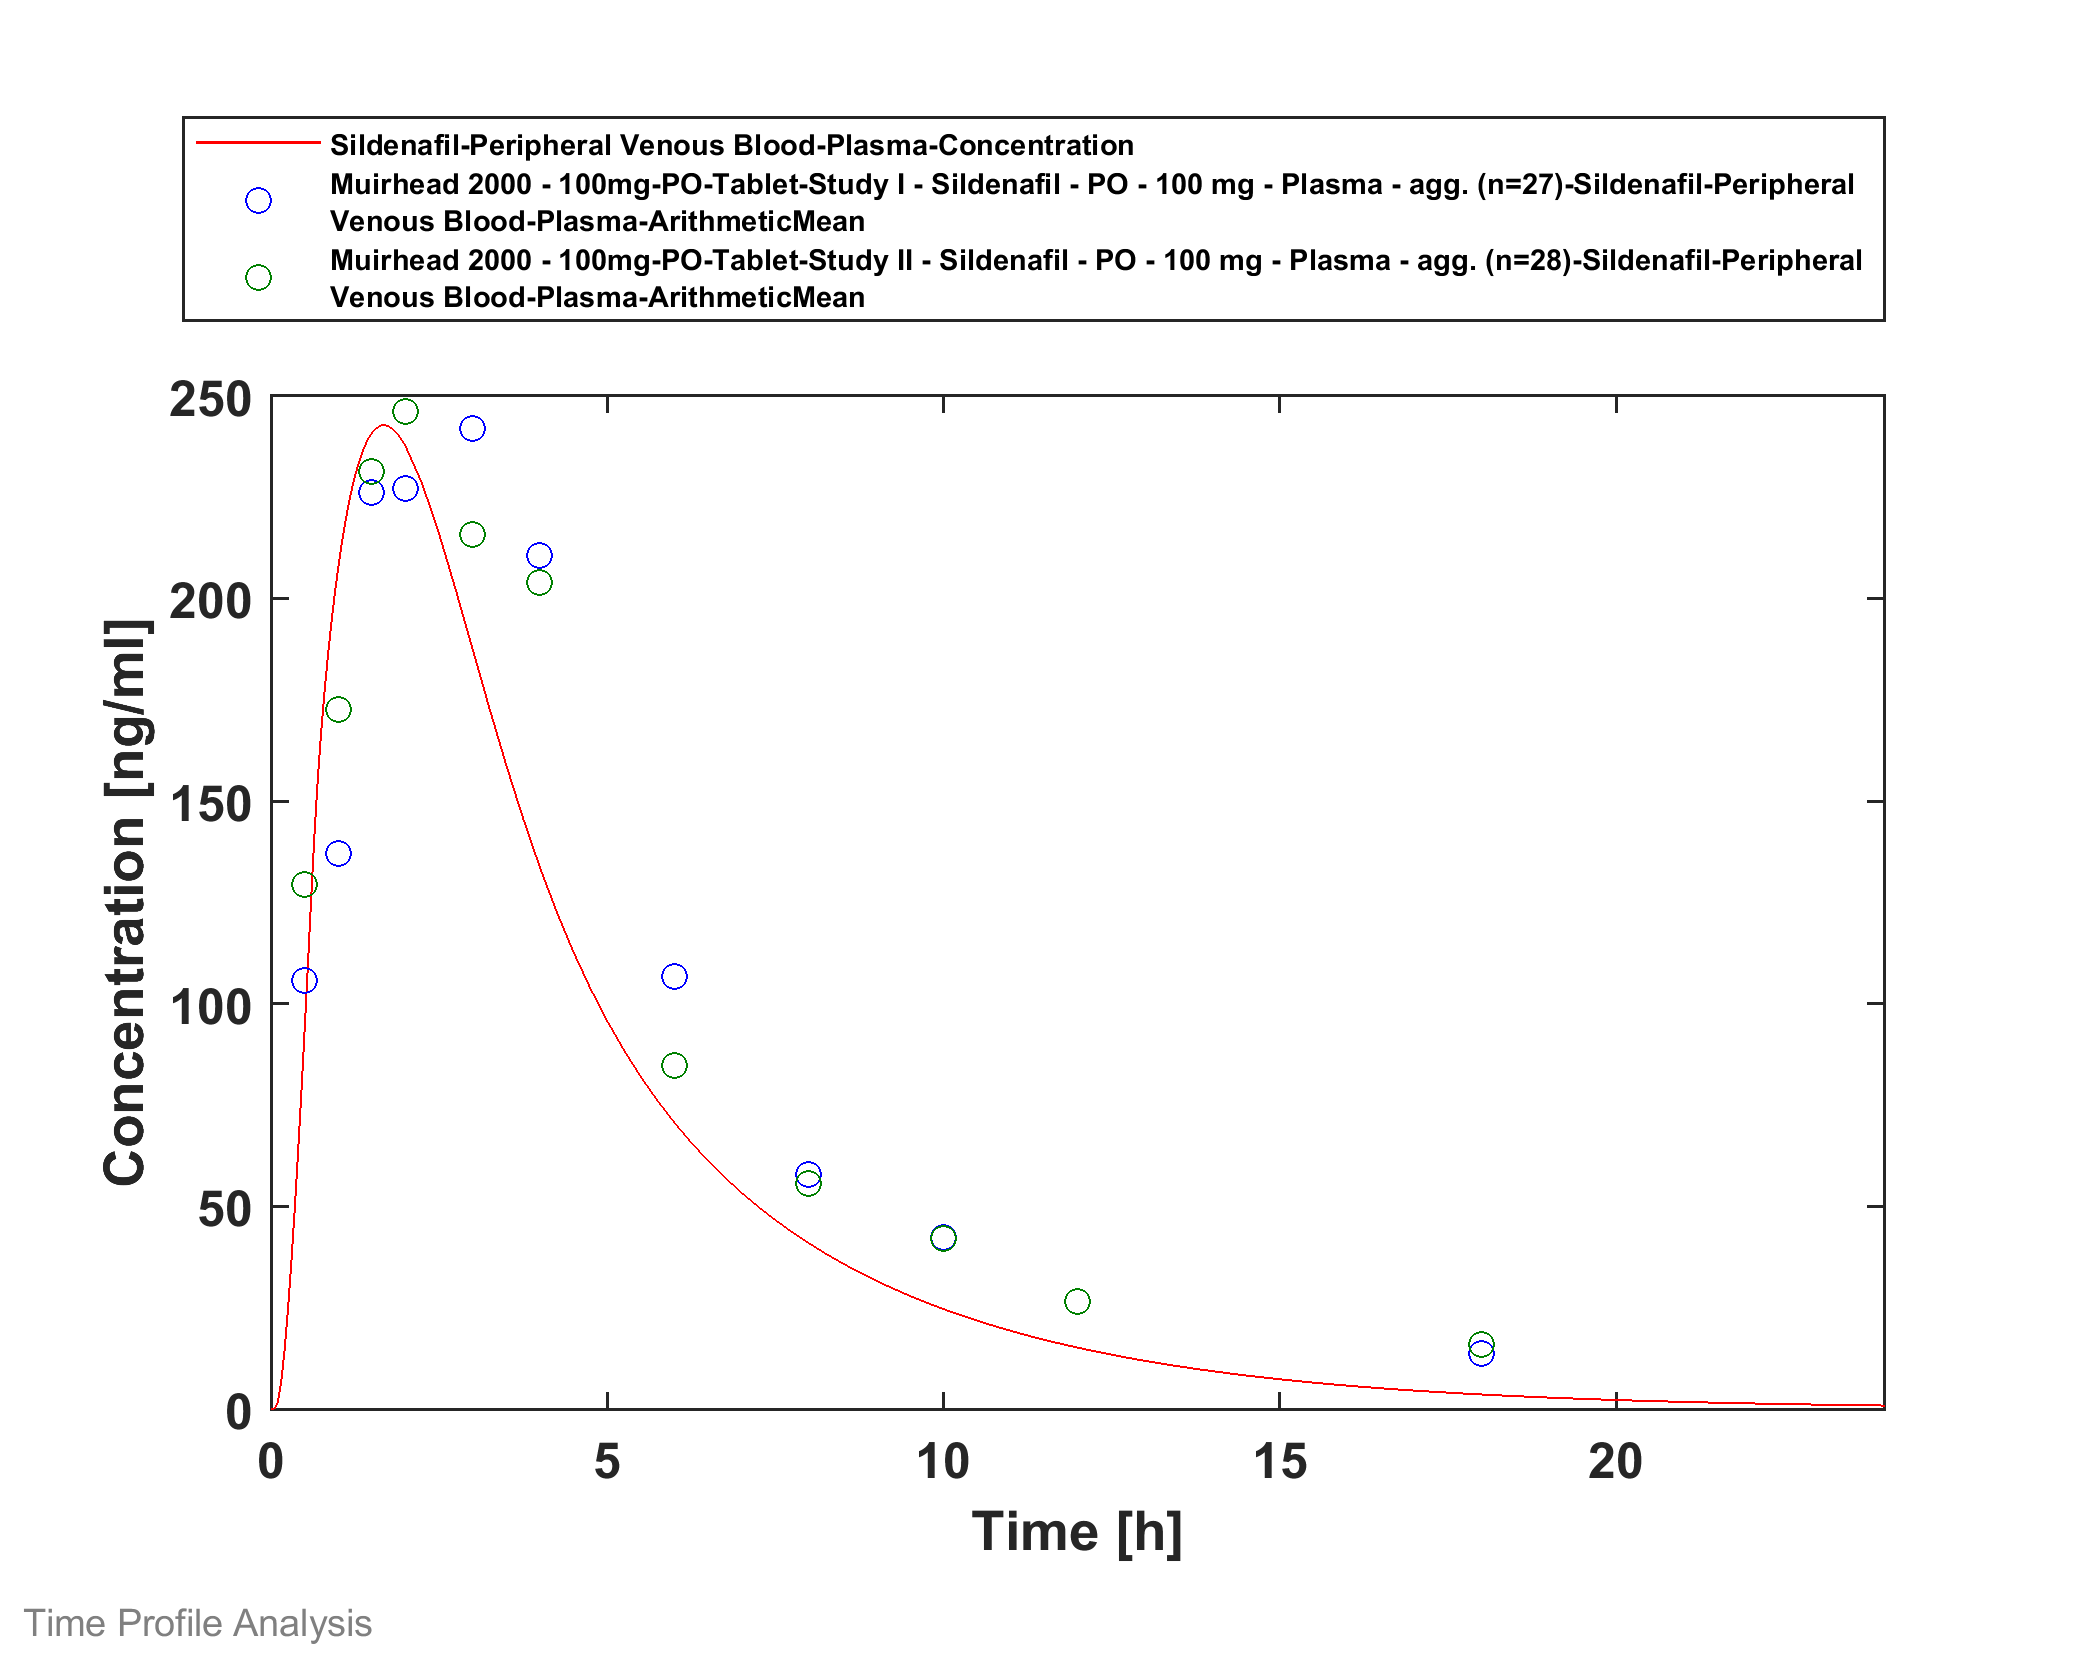 Sildenafil-Peripheral Venous Blood-Plasma-Concentration
Muirhead 2000 - 100mg-PO-Tablet-Study I - Sildenafil - PO - 100 mg - Plasma - agg. (n=27)-Sildenafil-Peripheral
Venous Blood-Plasma-ArithmeticMean
Muirhead 2000 - 100mg-PO-Tablet-Study II - Sildenafil - PO - 100 mg - Plasma - agg. (n=28)-Sildenafil-Peripheral
Venous Blood-Plasma-ArithmeticMean
250
200
150
100
50
0
Concentration [ng/ml]
0 5 10 15 20
Time [h]
Time Profile Analysis